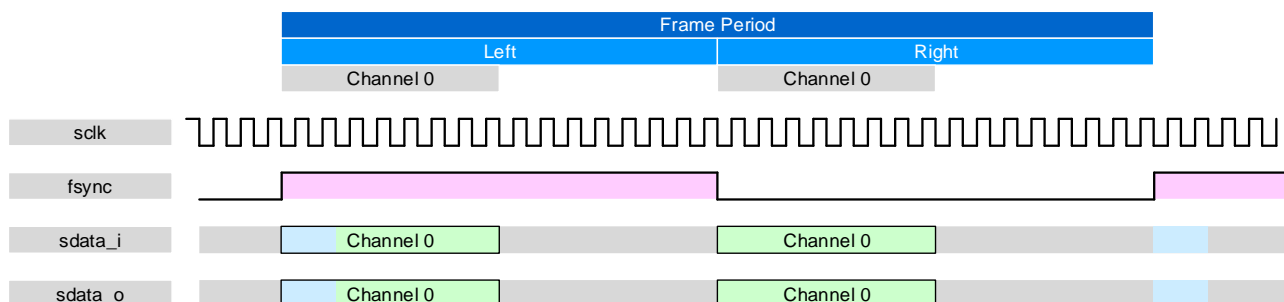 Frame Period
Left Right
Channel 0 Channel 0
sclk
fsync
sdata_i Channel 0 Channel 0
sdata_o Channel 0 Channel 0